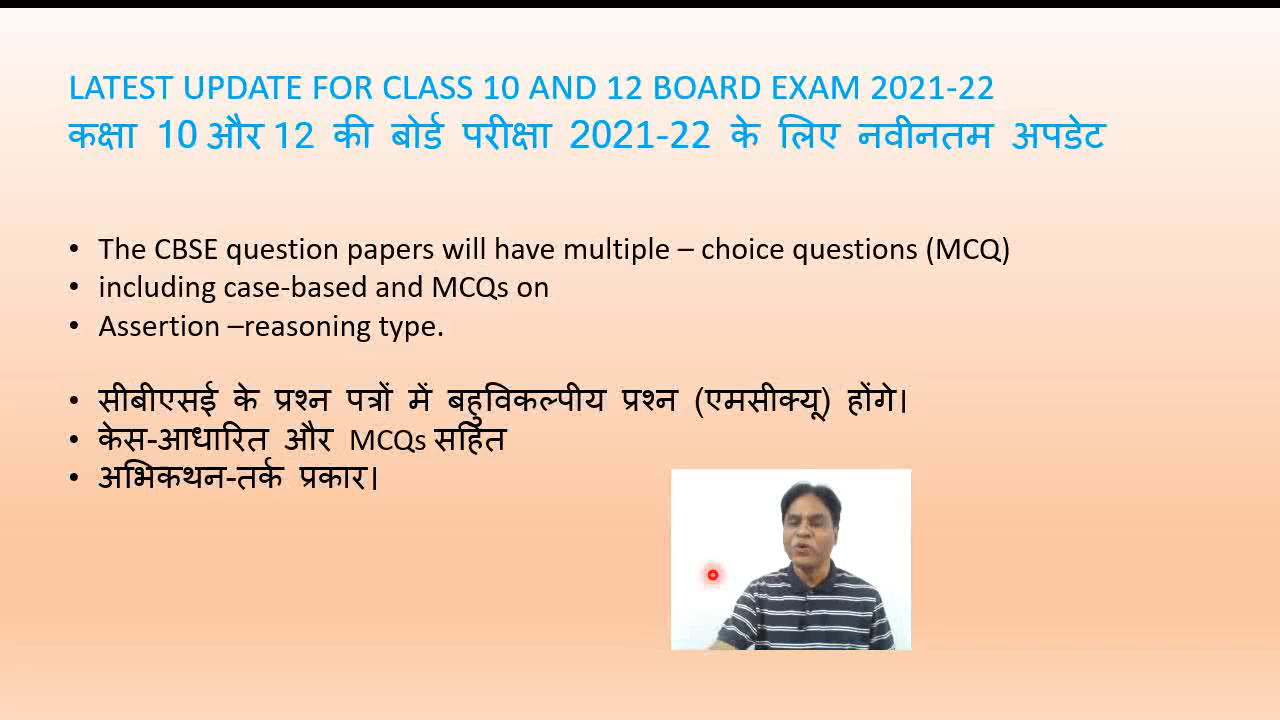 LATEST UPDATE FOR CLASS 10 AND 12 BOARD EXAM 2021-22
कक्षा 10 और 12 की बोर्ड परीक्षा 2021-22 के लिए नवीनतम अपडेट
• The CBSE question papers will have multiple – choice questions (MCQ)
• including case-based and MCQs on
• Assertion –reasoning type.
• सीबीएसई के प्रश्न पत्रों में बहुविकल्पीय प्रश्न (एमसीक्यू) होंगे।
• केस-आधारित और MCQs सहित
• अभिकथन-तर्क प्रकार।